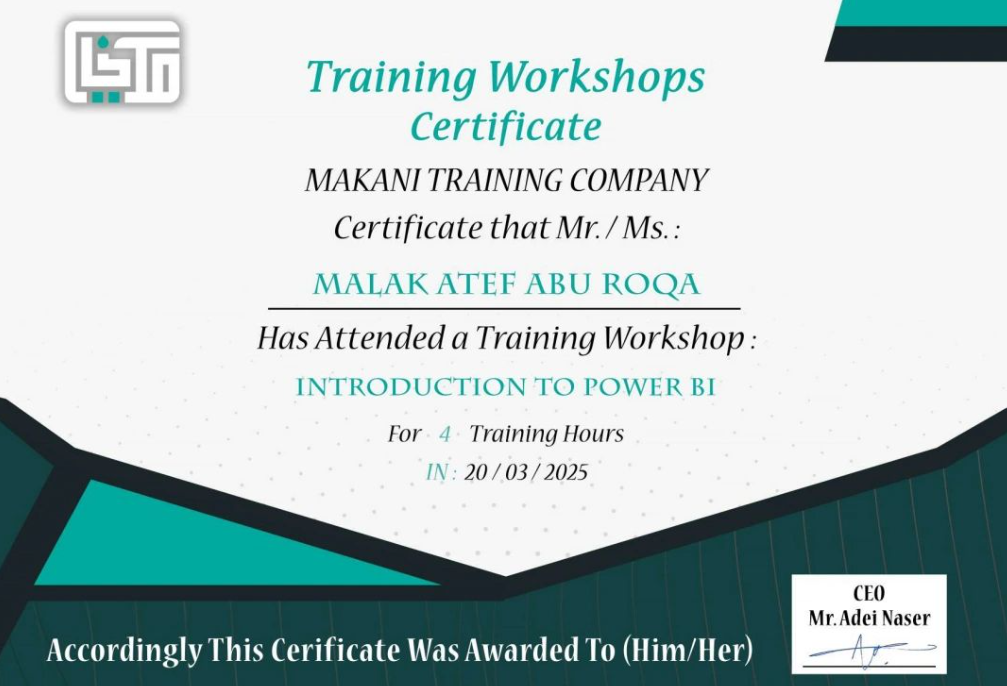 مكاني
Training Workshops
Certificate
MAKANI TRAINING COMPANY
Certificate that Mr. / Ms. :
MALAK ATEF ABU ROQA
Has Attended a Training Workshop :
INTRODUCTION TO POWER BI
For 4 Training Hours
IN : 20 / 03 / 2025
CEO
Mr. Adei Naser
Accordingly This Cerificate Was Awarded To (Him/Her)